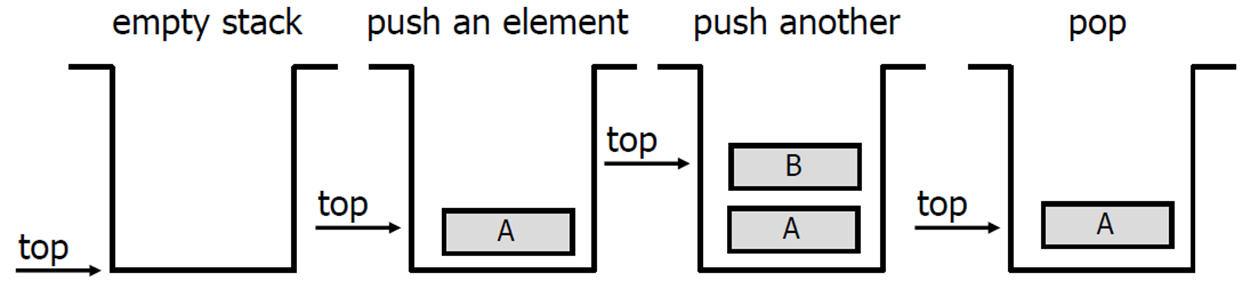 empty stack
push an element
push another
pop
top
top
A
top
B
A
top
A